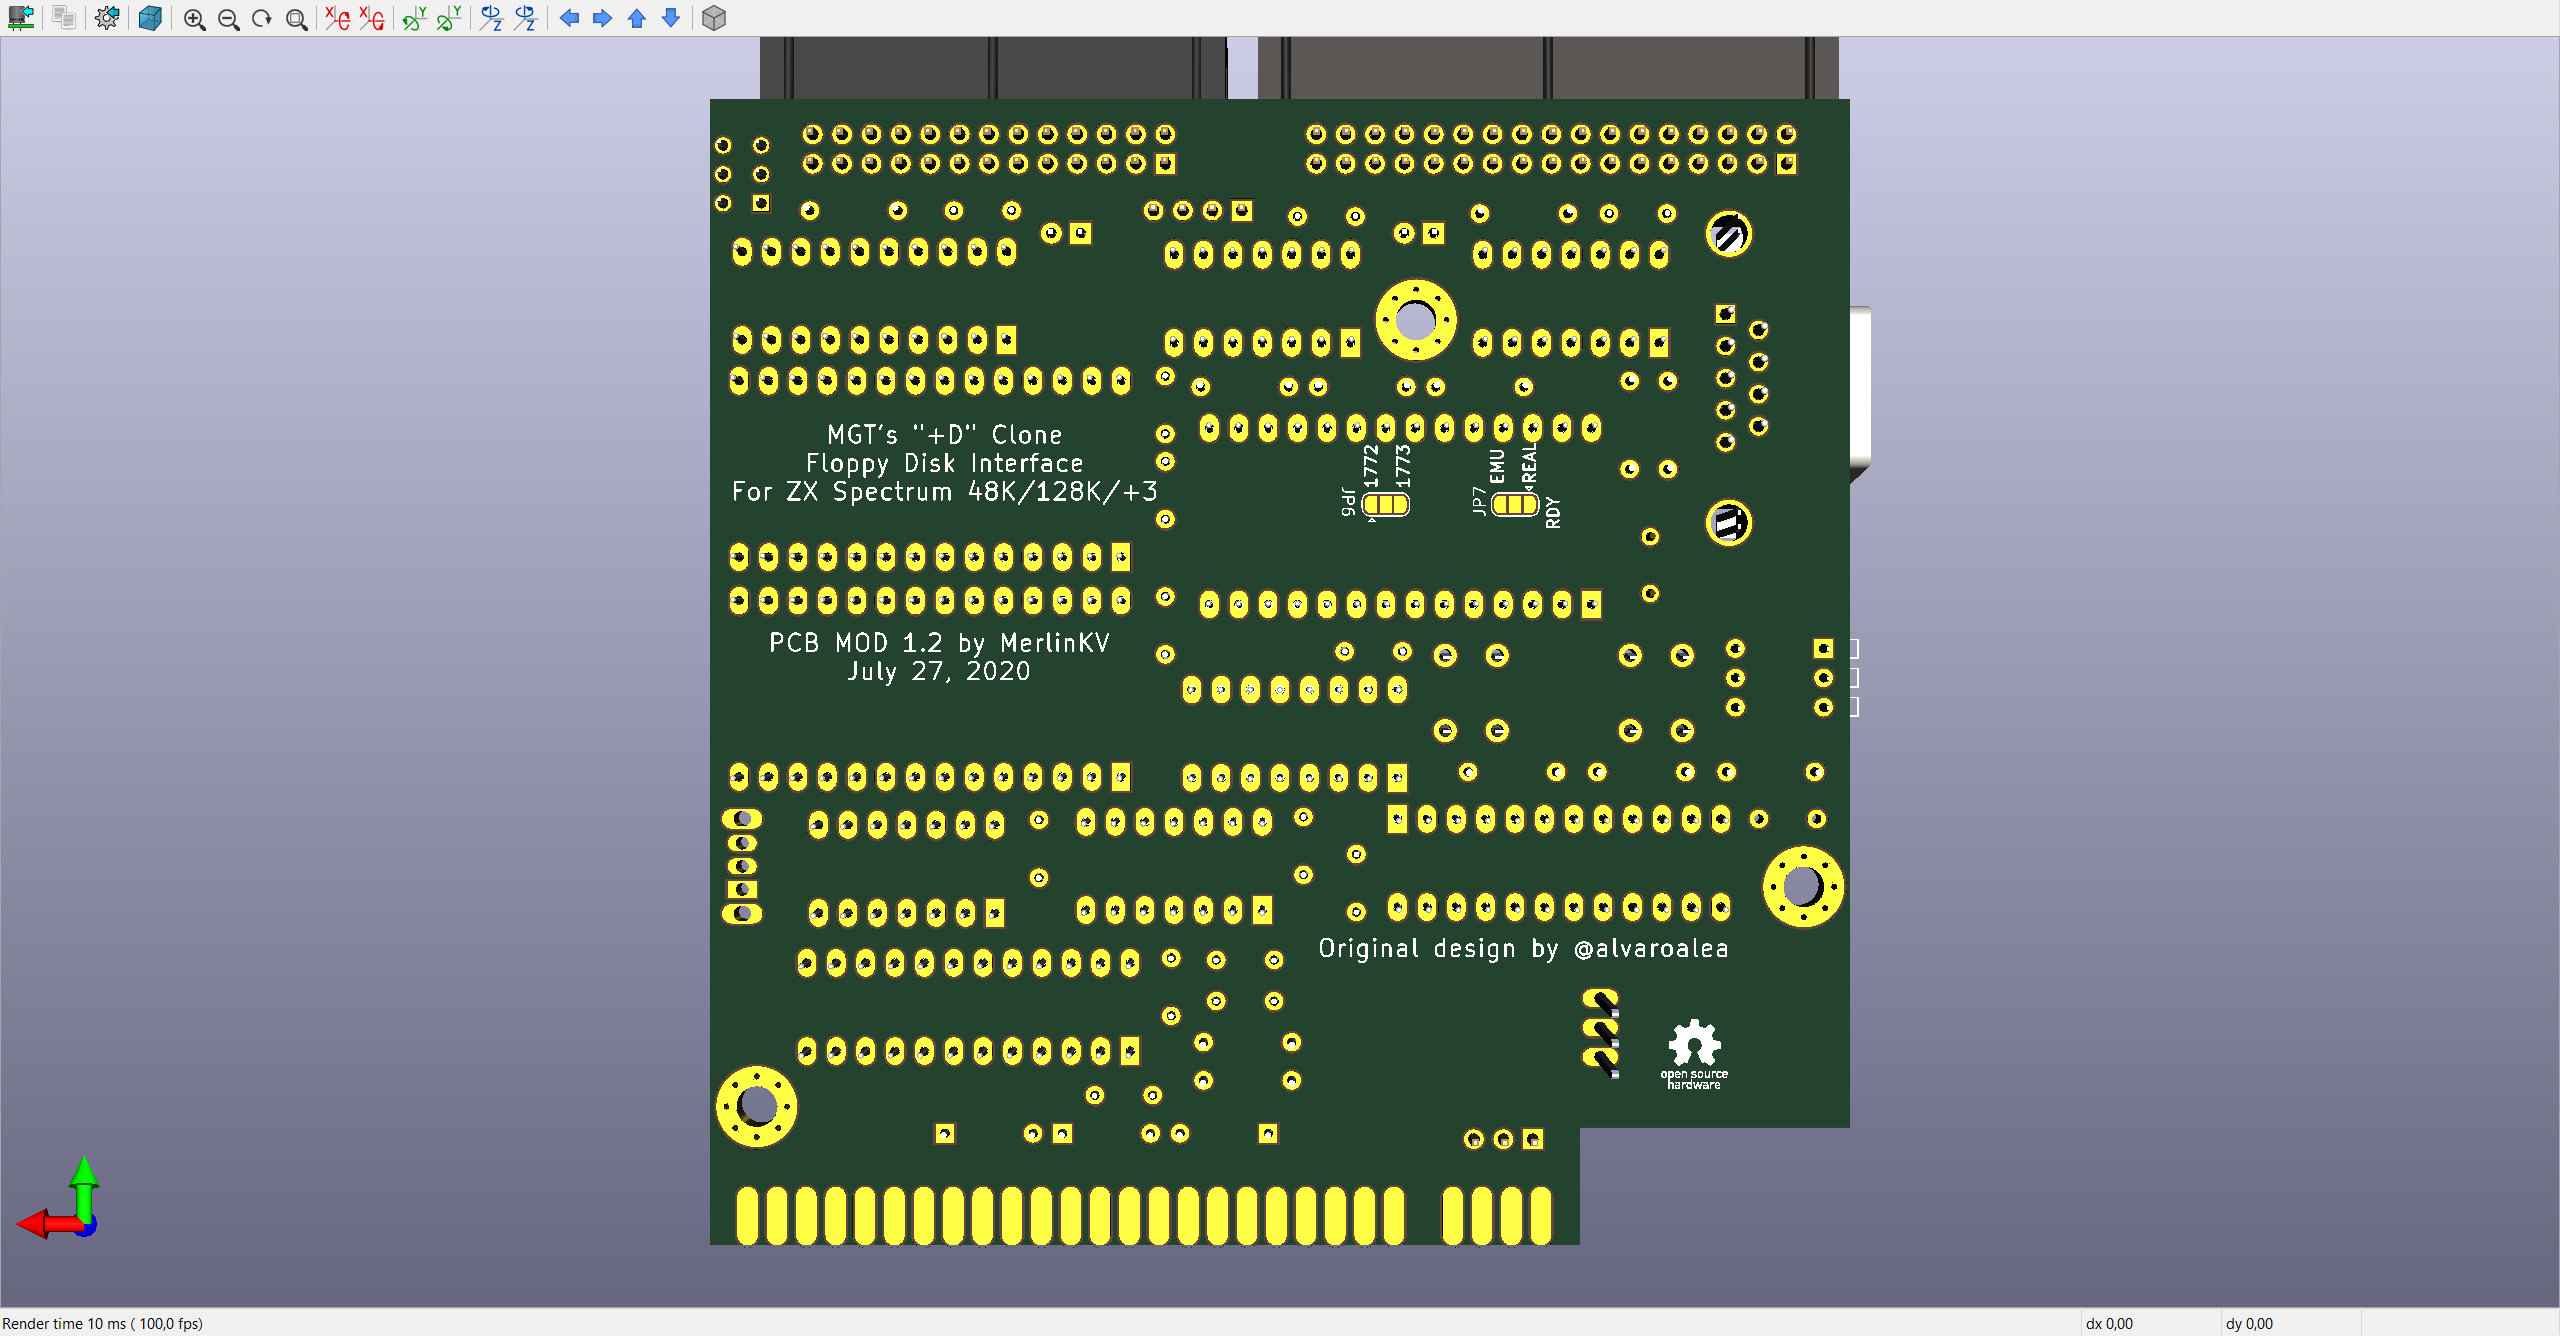 MGT's "+D" Clone
Floppy Disk Interface
For ZX Spectrum 48K/128K/+3
1772
1773
JP6
EMU
REAL
JP7
RDY
PCB MOD 1.2 by MerlinKV
July 27, 2020
Original design by @alvaroalea
open source
hardware
Render time 10 ms ( 100,0 fps)
dx 0,00
dy 0,00